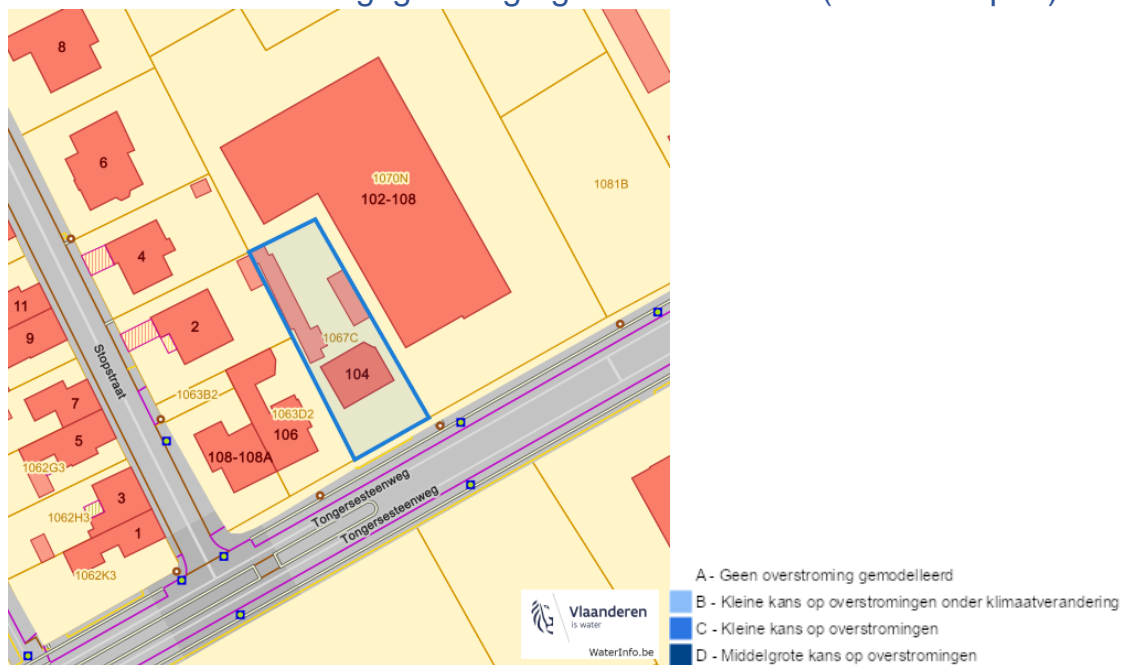 8
6
1070N
102-108
1081B
4
11
9
2
Stopstraat
1067C
104
1063B2
7
1063D2
106
5
108-108A
1062G3
3
Tongersesteenweg
Tongersesteenweg
1062H3
1
1062K3
Vlaanderen
is water
WaterInfo.be
A - Geen overstroming gemodelleerd
B - Kleine kans op overstromingen onder klimaatverandering
C - Kleine kans op overstromingen
D - Middelgrote kans op overstromingen